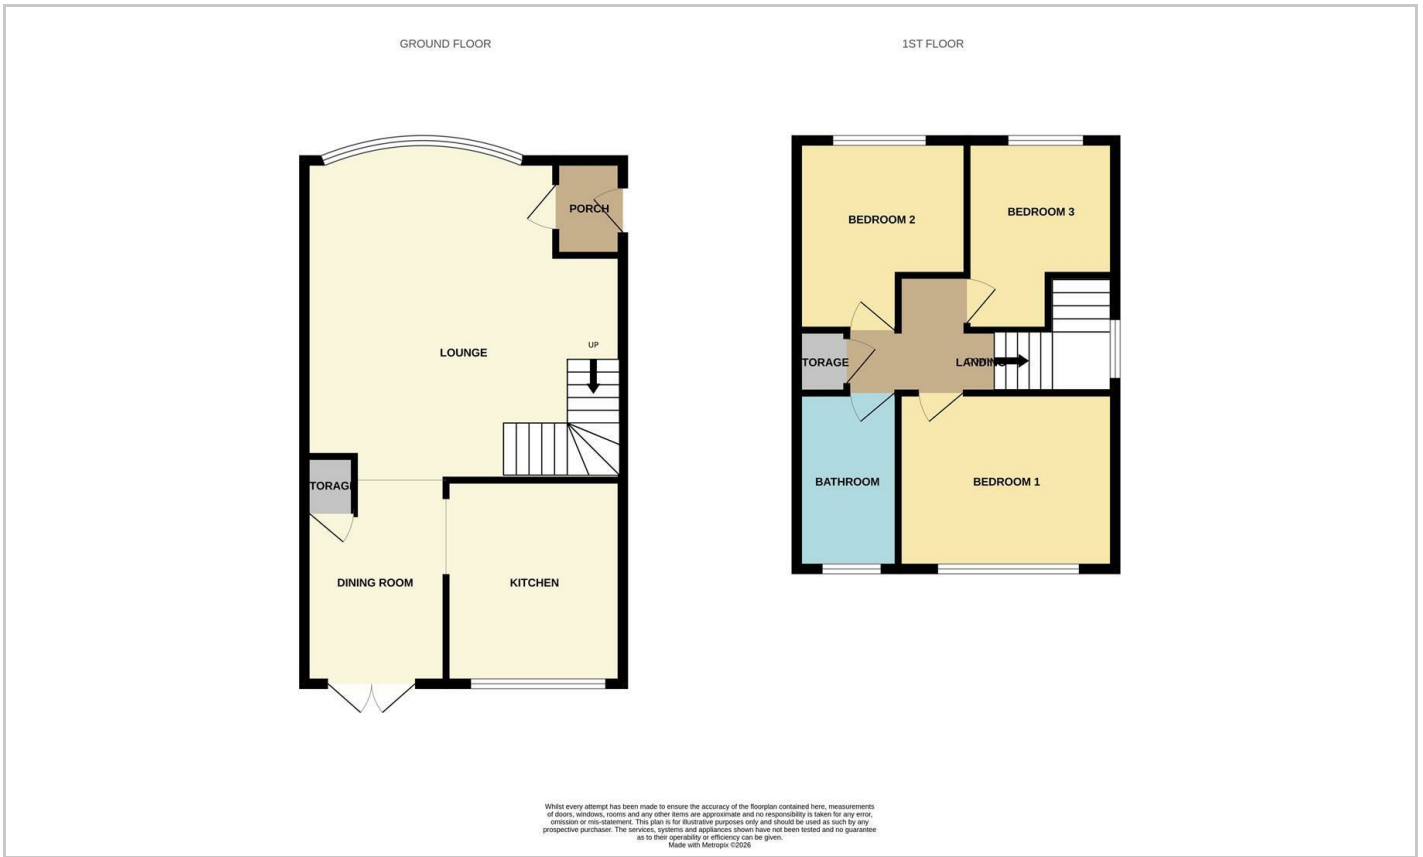 GROUND FLOOR
1ST FLOOR
PORCH
LOUNGE
UP
TORAG
DINING ROOM
KITCHEN
BEDROOM 2
BEDROOM 3
TORAGE
LANDING
BATHROOM
BEDROOM 1
Whilst every attempt has been made to ensure the accuracy of the floorplan contained here, measurements
of doors, windows, rooms and any other items are approximate and no responsibility is taken for any error,
omission or mis-statement. This plan is for illustrative purposes only and should be used as such by any
prospective purchaser. The services, systems and appliances shown have not been tested and no guarantee
as to their operability or efficiency can be given.
Made with Metropix ©2026